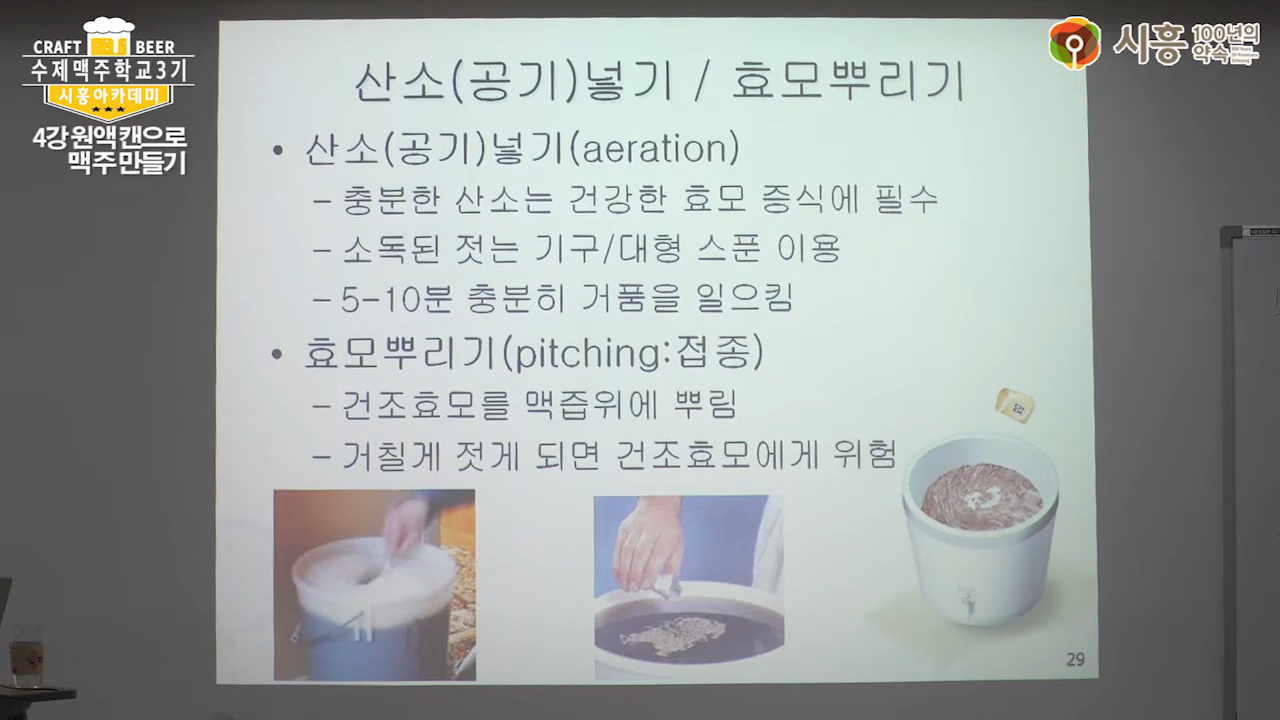 CRAFT BEER
수제맥주학교3기
시흥아카데미
4강 원액 캔으로
맥주 만들기
시흥 100년의
약속
산소(공기)넣기 / 효모뿌리기
• 산소(공기)넣기(aeration)
– 충분한 산소는 건강한 효모 증식에 필수
– 소독된 젓는 기구/대형 스푼 이용
– 5-10분 충분히 거품을 일으킴
• 효모뿌리기(pitching:접종)
– 건조효모를 맥즙위에 뿌림
– 거칠게 젓게 되면 건조효모에게 위험
29